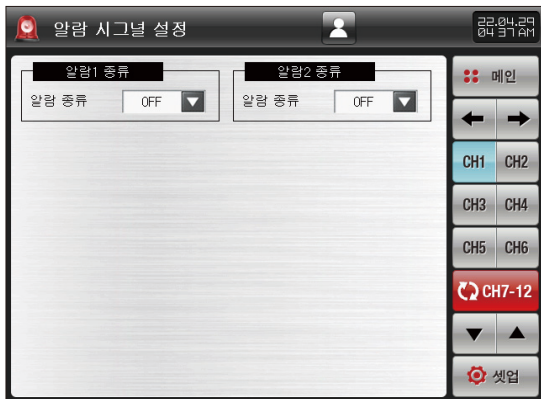 알람 시그널 설정
22.04.29
04 37 AM
알람1 종류
알람2 종류
알람 종류 OFF
알람 종류 OFF
메인
CH1 CH2
CH3 CH4
CH5 CH6
CH7-12
셋업